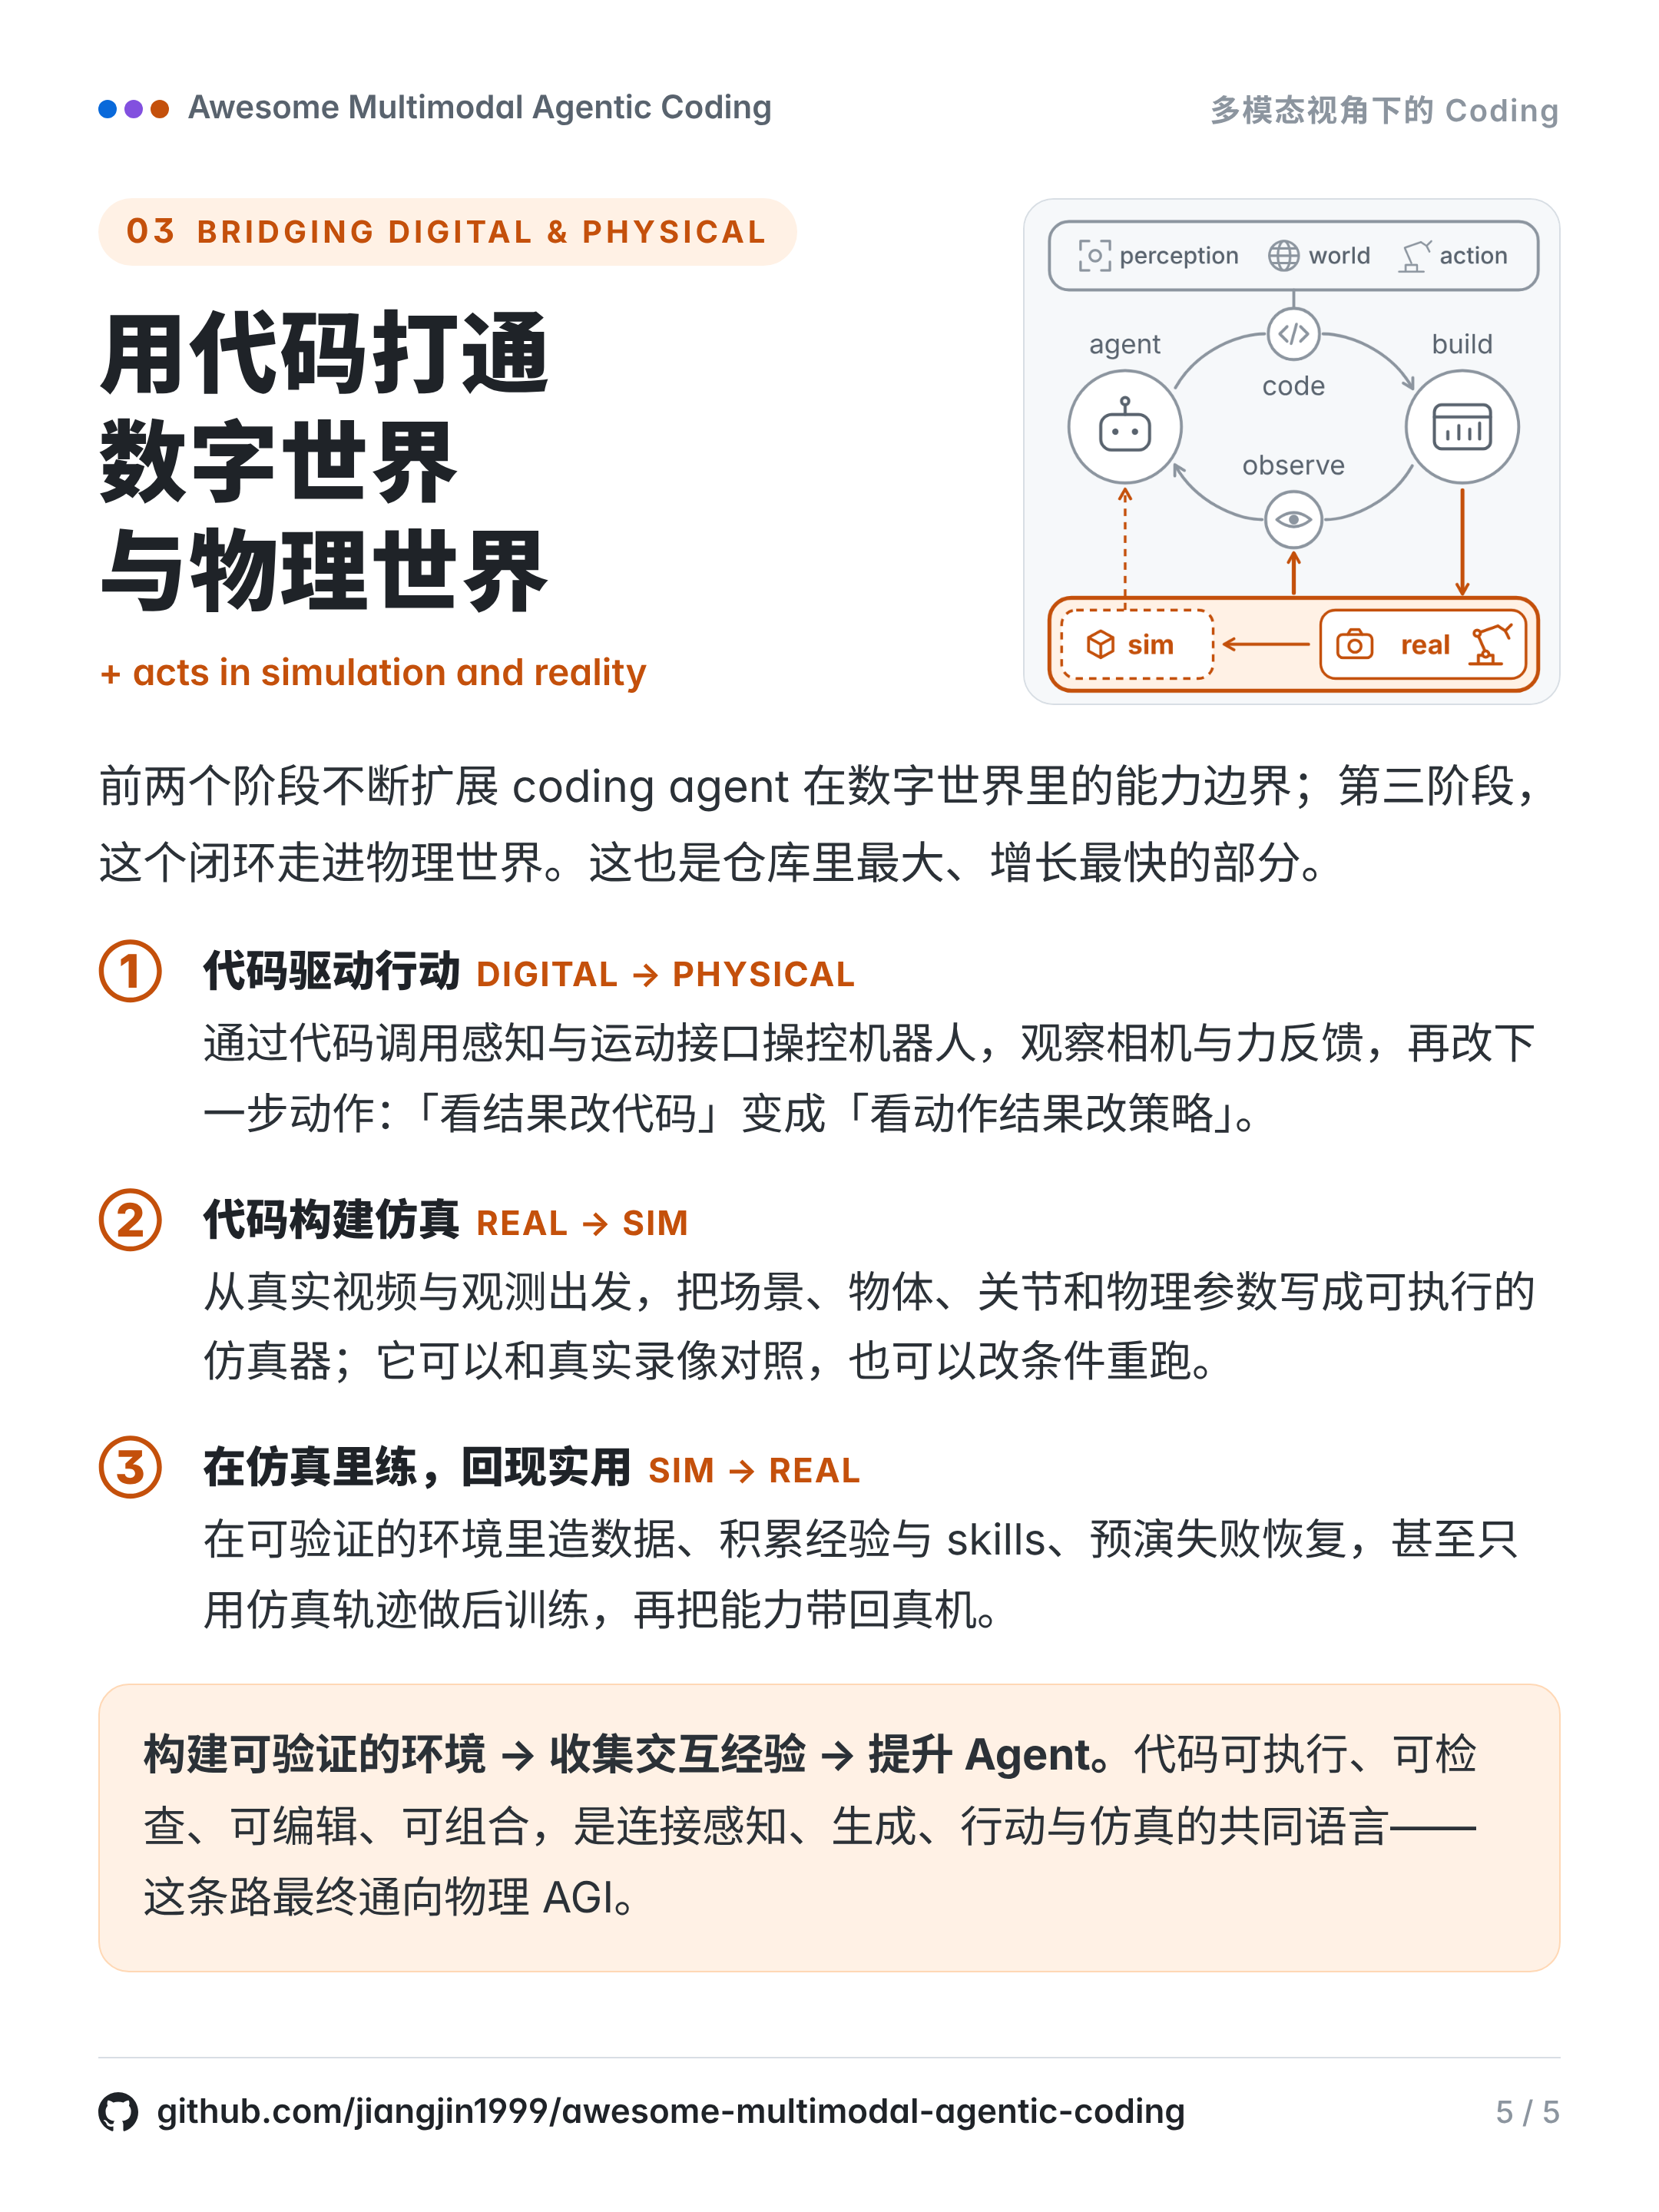 Awesome Multimodal Agentic Coding
多模态视角下的 Coding
03 BRIDGING DIGITAL & PHYSICAL
用代码打通
数字世界
与物理世界
+ acts in simulation and reality
perception world action
agent
build
code
observe
sim
real
前两个阶段不断扩展 coding agent 在数字世界里的能力边界；第三阶段，
这个闭环走进物理世界。这也是仓库里最大、增长最快的部分。
1 代码驱动行动 DIGITAL → PHYSICAL
通过代码调用感知与运动接口操控机器人，观察相机与力反馈，再改下
一步动作：「看结果改代码」变成「看动作结果改策略」。
2 代码构建仿真 REAL → SIM
从真实视频与观测出发，把场景、物体、关节和物理参数写成可执行的
仿真器；它可以和真实录像对照，也可以改条件重跑。
3 在仿真里练，回现实用 SIM → REAL
在可验证的环境里造数据、积累经验与 skills、预演失败恢复，甚至只
用仿真轨迹做后训练，再把能力带回真机。
构建可验证的环境 → 收集交互经验 → 提升 Agent。代码可执行、可检
查、可编辑、可组合，是连接感知、生成、行动与仿真的共同语言——
这条路最终通向物理 AGI。
github.com/jiangjin1999/awesome-multimodal-agentic-coding
5 / 5